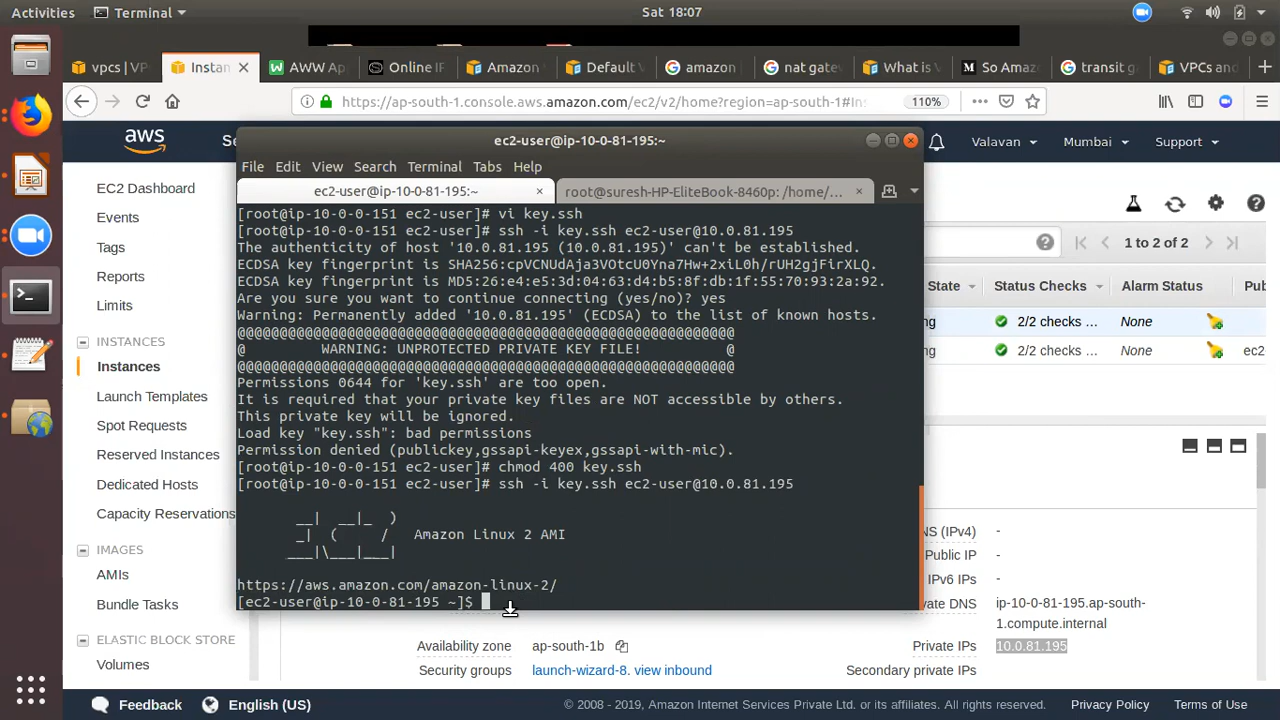 Activities
Terminal
Sat 18:07
vpcs | VP
Instan
AWW Ap
Online IF
Amazon
Default
amazon
nat gate
What is V
So Amaz
transit g
VPCs and
https://ap-south-1.console.aws.amazon.com/ec2/v2/home?region=ap-south-1#Ins
110%
aws
Se
Valavan
Mumbai
Support
ec2-user@ip-10-0-81-195:~
File Edit View Search Terminal Tabs Help
ec2-user@ip-10-0-81-195:~
root@suresh-HP-EliteBook-8460p: /home/...
[root@ip-10-0-0-151 ec2-user]# vi key.ssh
[root@ip-10-0-0-151 ec2-user]# ssh -i key.ssh ec2-user@10.0.81.195
The authenticity of host '10.0.81.195 (10.0.81.195)' can't be established.
ECDSA key fingerprint is SHA256:cpVCNUdAja3VOtcU0Yna7Hw+2xiL0h/rUH2gjFirXLQ.
ECDSA key fingerprint is MD5:26:e4:e5:3d:04:63:d4:b5:8f:db:1f:55:70:93:2a:92.
Are you sure you want to continue connecting (yes/no)? yes
Warning: Permanently added '10.0.81.195' (ECDSA) to the list of known hosts.
@@@@@@@@@@@@@@@@@@@@@@@@@@@@@@@@@@@@@@@@@@@@@@@@@@@@@@@@@@@
@ WARNING: UNPROTECTED PRIVATE KEY FILE! @
@@@@@@@@@@@@@@@@@@@@@@@@@@@@@@@@@@@@@@@@@@@@@@@@@@@@@@@@@@@
Permissions 0644 for 'key.ssh' are too open.
It is required that your private key files are NOT accessible by others.
This private key will be ignored.
Load key "key.ssh": bad permissions
Permission denied (publickey,gssapi-keyex,gssapi-with-mic).
[root@ip-10-0-0-151 ec2-user]# chmod 400 key.ssh
[root@ip-10-0-0-151 ec2-user]# ssh -i key.ssh ec2-user@10.0.81.195
__| __|_ )
_| ( / Amazon Linux 2 AMI
___|\___|___|
https://aws.amazon.com/amazon-linux-2/
[ec2-user@ip-10-0-81-195 ~]$
EC2 Dashboard
Events
Tags
Reports
Limits
INSTANCES
Instances
Launch Templates
Spot Requests
Reserved Instances
Dedicated Hosts
Capacity Reservations
IMAGES
AMIs
Bundle Tasks
ELASTIC BLOCK STORE
Volumes
1 to 2 of 2
State
Status Checks
Alarm Status
Pub
ng
2/2 checks ...
None
ng
2/2 checks ...
None
ec2
NS (IPv4)
-
Public IP
-
IPv6 IPs
-
vate DNS
ip-10-0-81-195.ap-south-
1.compute.internal
Availability zone
ap-south-1b
Private IPs
10.0.81.195
Security groups
launch-wizard-8. view inbound
Secondary private IPs
Feedback
English (US)
© 2008 - 2019, Amazon Internet Services Private Ltd. or its affiliates. All rights reserved.
Privacy Policy
Terms of Use